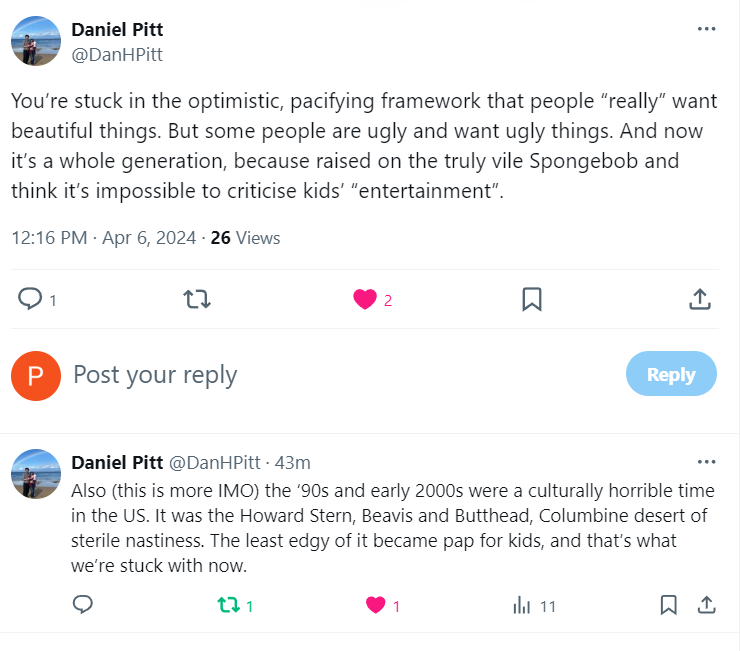 Daniel Pitt
@DanHPitt
You’re stuck in the optimistic, pacifying framework that people “really” want
beautiful things. But some people are ugly and want ugly things. And now
it’s a whole generation, because raised on the truly vile Spongebob and
think it’s impossible to criticise kids’ “entertainment”.
12:16 PM · Apr 6, 2024 · 26 Views
1
2
P
Post your reply
Reply
Daniel Pitt @DanHPitt · 43m
Also (this is more IMO) the ‘90s and early 2000s were a culturally horrible time
in the US. It was the Howard Stern, Beavis and Butthead, Columbine desert of
sterile nastiness. The least edgy of it became pap for kids, and that’s what
we’re stuck with now.
1
1
11